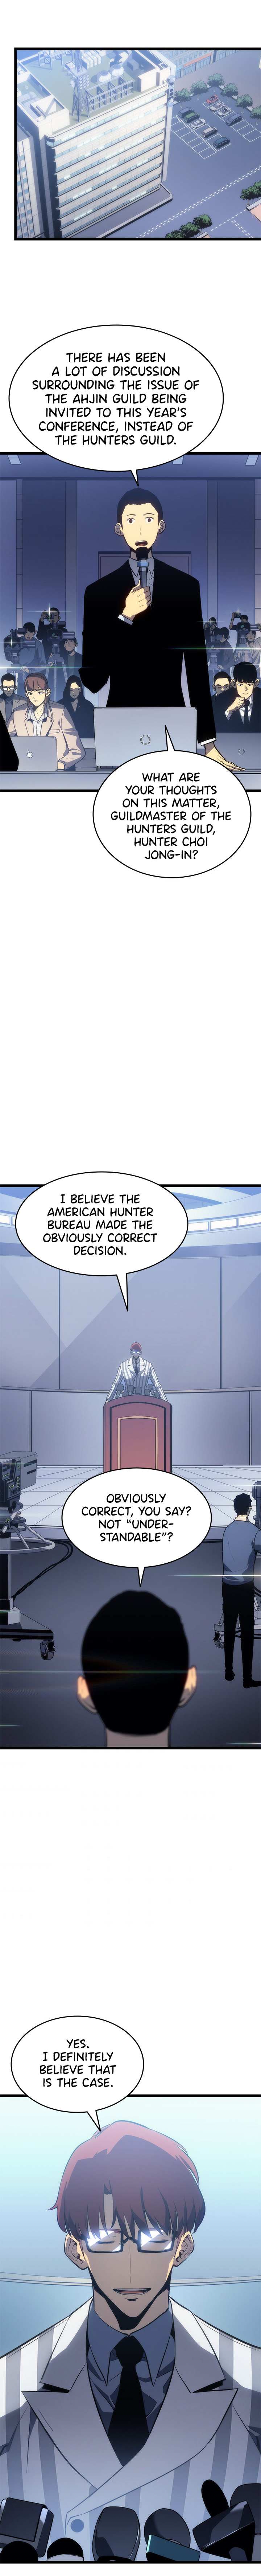 THERE HAS BEEN
A LOT OF DISCUSSION
SURROUNDING THE ISSUE OF
THE AHJIN GUILD BEING
INVITED TO THIS YEAR'S
CONFERENCE, INSTEAD OF
THE HUNTERS GUILD.
WHAT ARE
YOUR THOUGHTS
ON THIS MATTER,
GUILDMASTER OF THE
HUNTERS GUILD,
HUNTER CHOI
JONG-IN?
I BELIEVE THE
AMERICAN HUNTER
BUREAU MADE THE
OBVIOUSLY CORRECT
DECISION.
OBVIOUSLY
CORRECT, YOU SAY?
NOT "UNDER-
STANDABLE"?
YES.
I DEFINITELY
BELIEVE THAT
IS THE CASE.